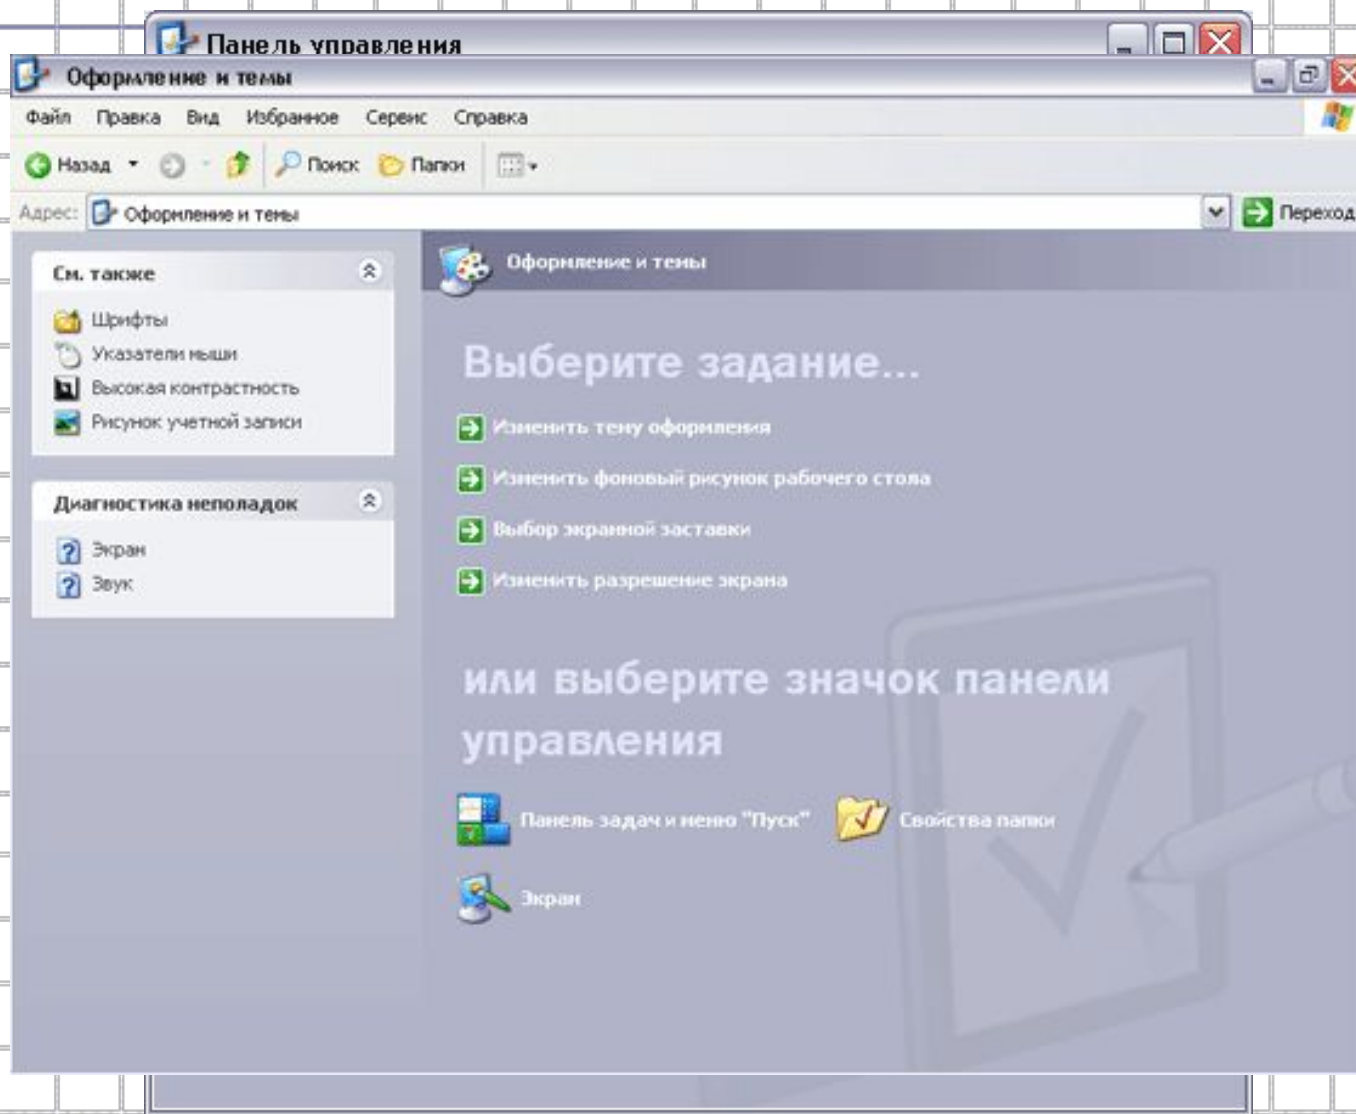 Панель управления
Оформление и темы
Файл Правка Вид Избранное Сервис Справка
Назад Поиск Папки
Адрес: Оформление и темы Переход
См. также
Шрифты
Указатели мыши
Высокая контрастность
Рисунок учетной записи
Диагностика неполадок
Экран
Звук
Оформление и темы
Выберите задание...
Изменить тему оформления
Изменить фоновый рисунок рабочего стола
Выбор экранной заставки
Изменить разрешение экрана
или выберите значок панели
управления
Панель задач и меню "Пуск" Свойства папки
Экран